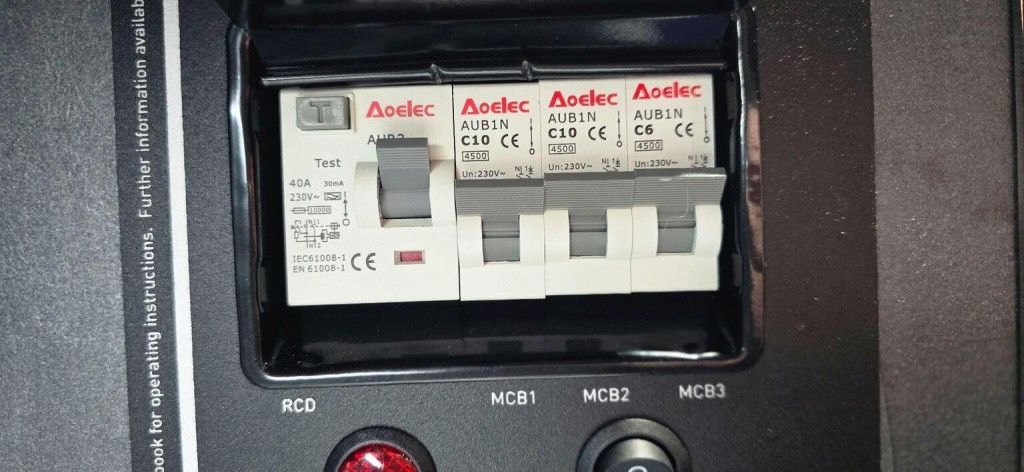 book for operating instructions. Further information availab
T
Aoelec
Test
40A 30mA
230V~
10000
IEC61008-1
EN 61008-1 CE
Aoelec
AUB1N
C10 CE
4500
Un:230V~
Aoelec
AUB1N
C10 CE
4500
Un:230V~
Aoelec
AUB1N
C6 CE
4500
Un:230V~
RCD
MCB1
MCB2
MCB3